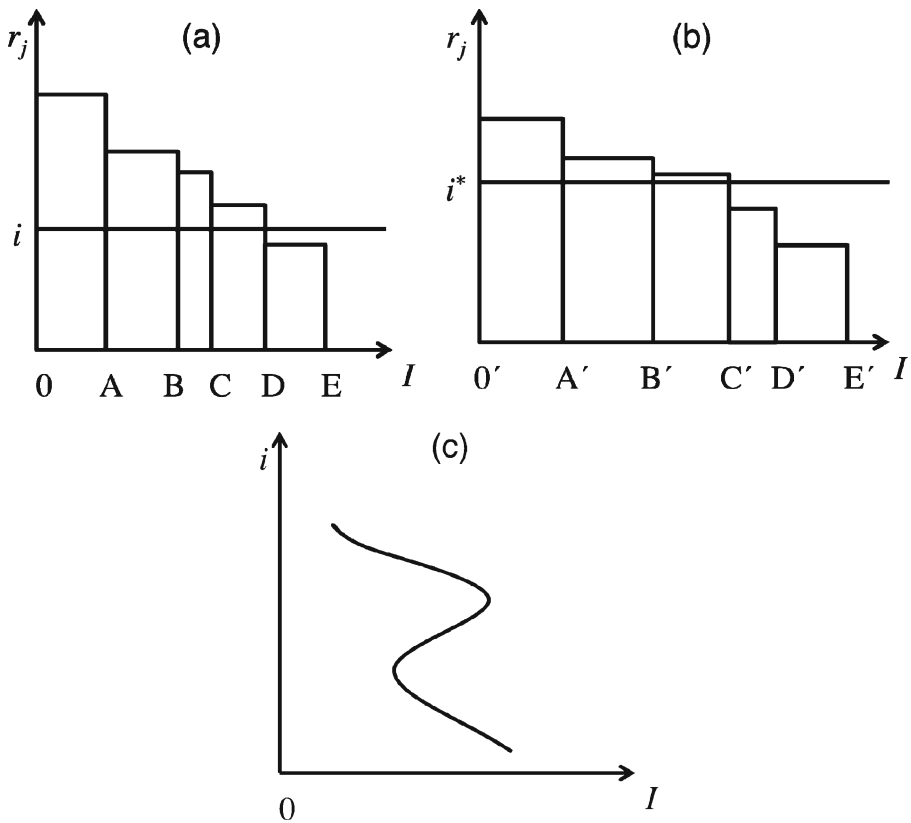 (a)
r_j
i
0 A B C D E I
(b)
r_j
i*
0´ A´ B´ C´ D´ E´ I
(c)
i
0 I